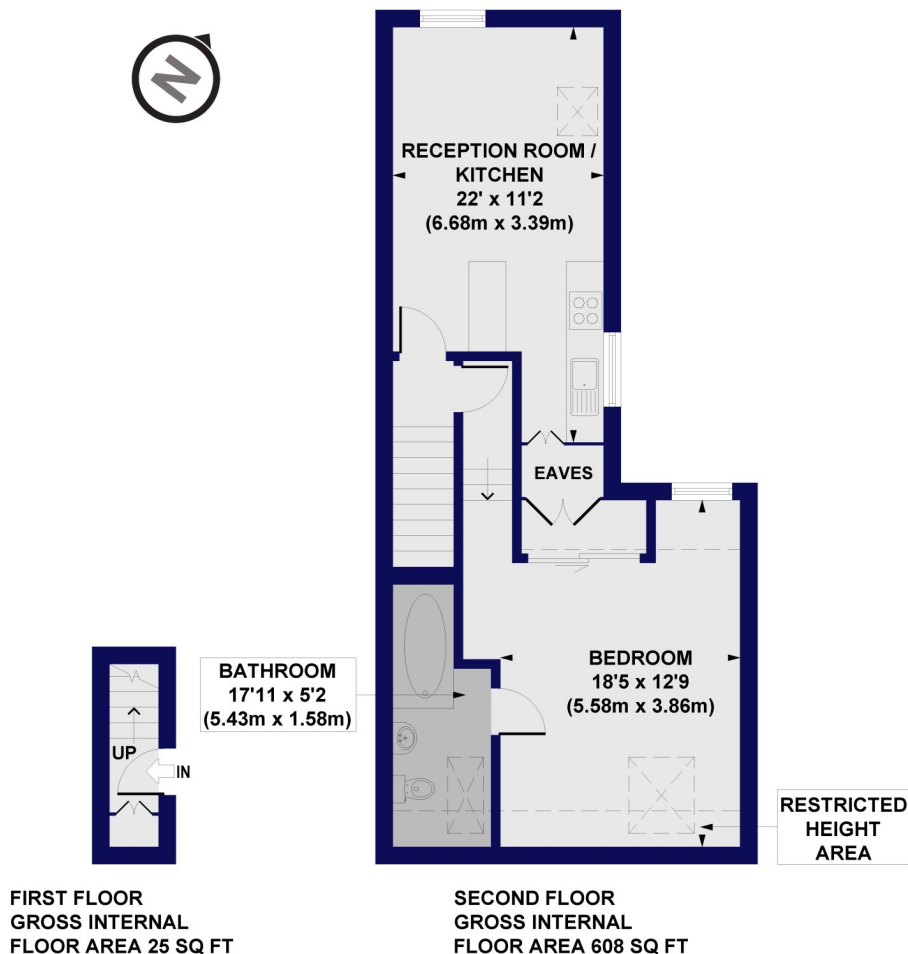 N
RECEPTION ROOM /
KITCHEN
22' x 11'2
(6.68m x 3.39m)
EAVES
BATHROOM
17'11 x 5'2
(5.43m x 1.58m)
BEDROOM
18'5 x 12'9
(5.58m x 3.86m)
UP
IN
RESTRICTED
HEIGHT
AREA
FIRST FLOOR
GROSS INTERNAL
FLOOR AREA 25 SQ FT
SECOND FLOOR
GROSS INTERNAL
FLOOR AREA 608 SQ FT